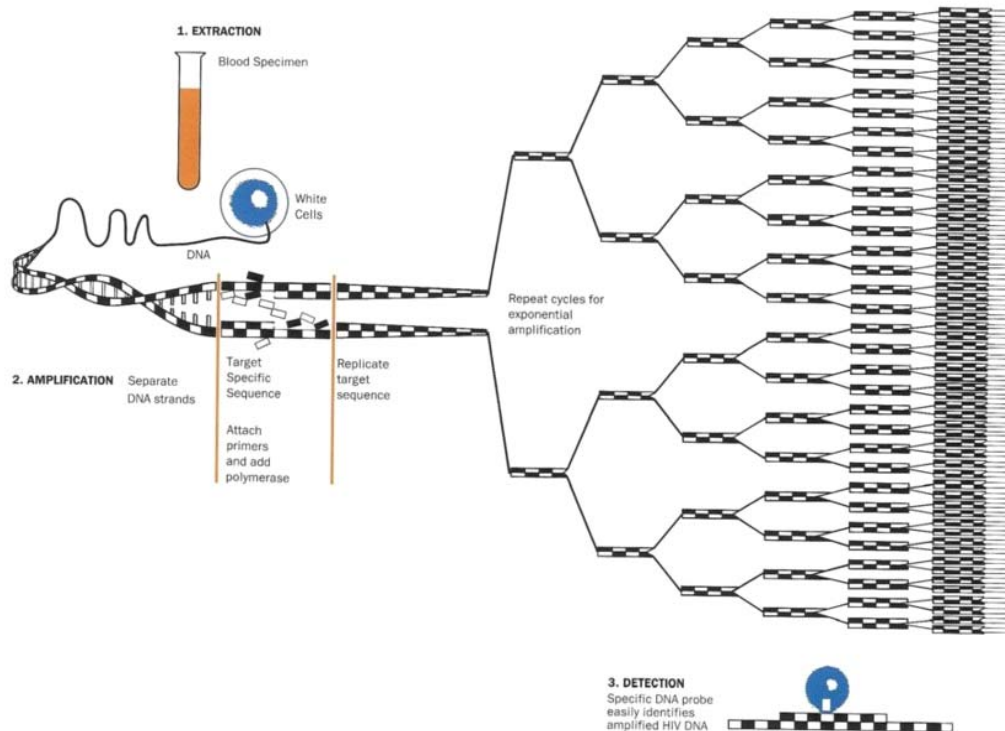 1. EXTRACTION
Blood Specimen
White
Cells
DNA
2. AMPLIFICATION
Separate
DNA strands
Target
Specific
Sequence
Attach
primers
and add
polymerase
Replicate
target
sequence
Repeat cycles for
exponential
amplification
3. DETECTION
Specific DNA probe
easily identifies
amplified HIV DNA